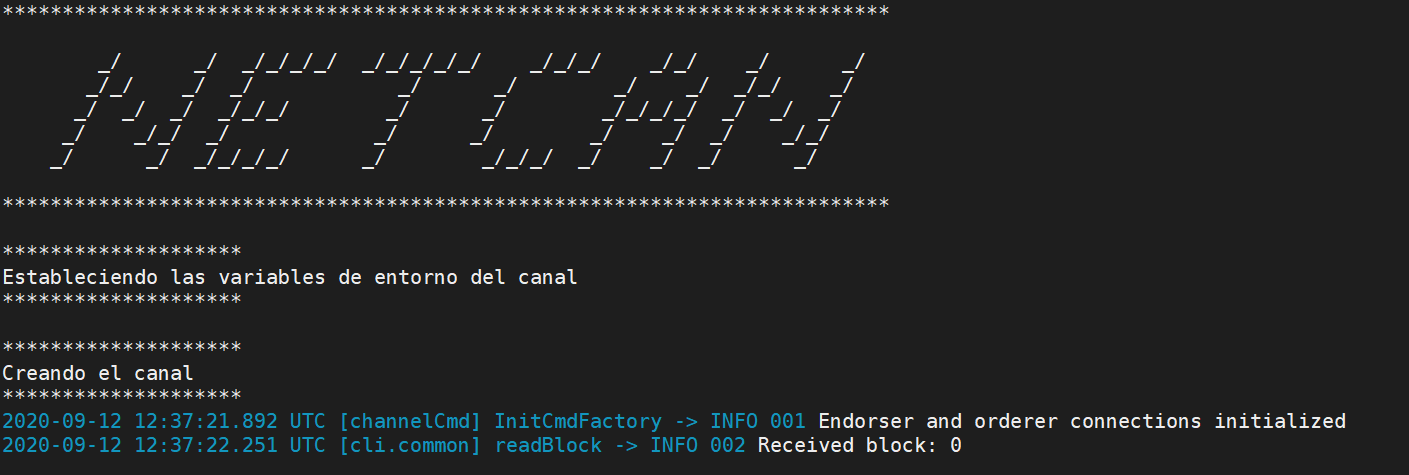 **************************************************************************
      _/      _/  _/_/_/_/  _/_/_/_/_/    _/_/_/    _/_/    _/      _/
     _/_/    _/  _/            _/      _/        _/    _/  _/_/    _/
    _/  _/  _/  _/_/_/        _/      _/        _/_/_/_/  _/  _/  _/
   _/    _/_/  _/            _/      _/        _/    _/  _/    _/_/
  _/      _/  _/_/_/_/      _/        _/_/_/  _/    _/  _/      _/
**************************************************************************
********************
Estableciendo las variables de entorno del canal
********************
********************
Creando el canal
********************
2020-09-12 12:37:21.892 UTC [channelCmd] InitCmdFactory -> INFO 001 Endorser and orderer connections initialized
2020-09-12 12:37:22.251 UTC [cli.common] readBlock -> INFO 002 Received block: 0